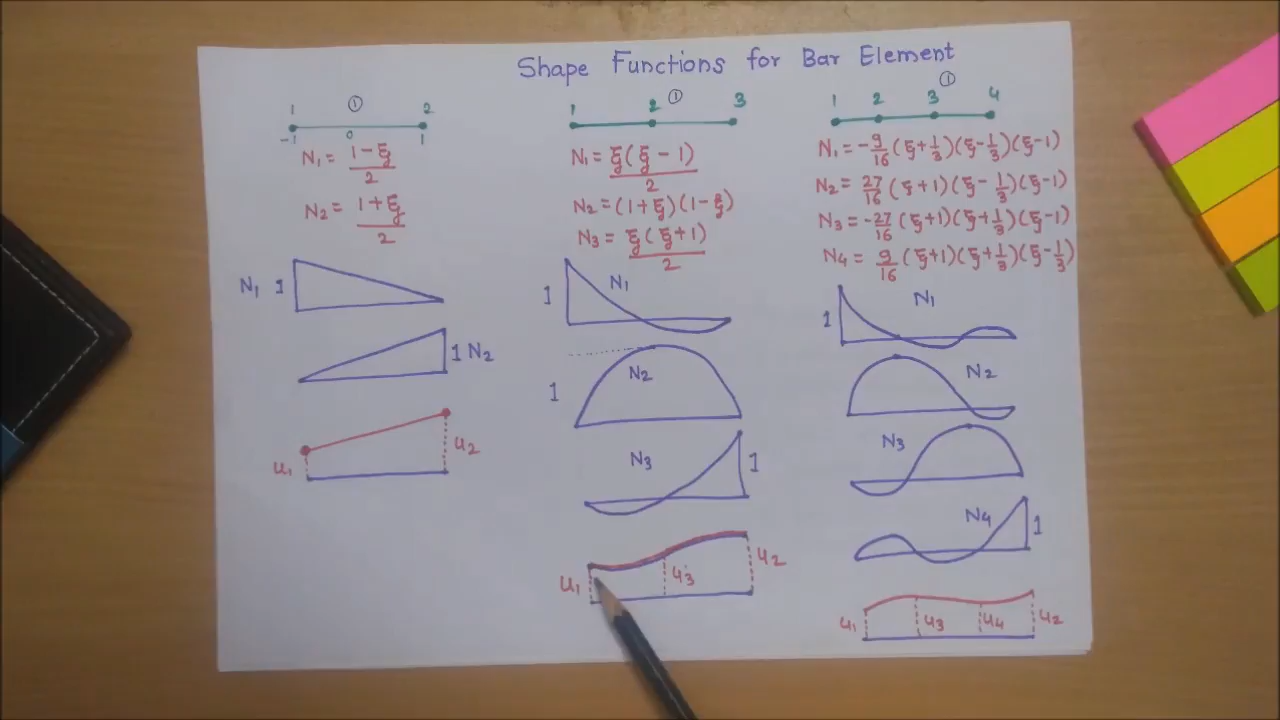 Shape Functions for Bar Element
1 ① 2
-1 0 1
N₁ = 1-ξ / 2
N₂ = 1+ξ / 2
N₁ 1
1 N₂
u₁ u₂
1 2 ① 3
N₁ = ξ(ξ-1) / 2
N₂ = (1+ξ)(1-ξ)
N₃ = ξ(ξ+1) / 2
1 N₁
1 N₂
N₃ 1
u₁ u₃ u₂
1 2 3 ① 4
N₁ = -9/16 (ξ+1/3)(ξ-1/3)(ξ-1)
N₂ = 27/16 (ξ+1)(ξ-1/3)(ξ-1)
N₃ = -27/16 (ξ+1)(ξ+1/3)(ξ-1)
N₄ = 9/16 (ξ+1)(ξ+1/3)(ξ-1/3)
1 N₁
N₂
N₃
N₄ 1
u₁ u₃ u₄ u₂